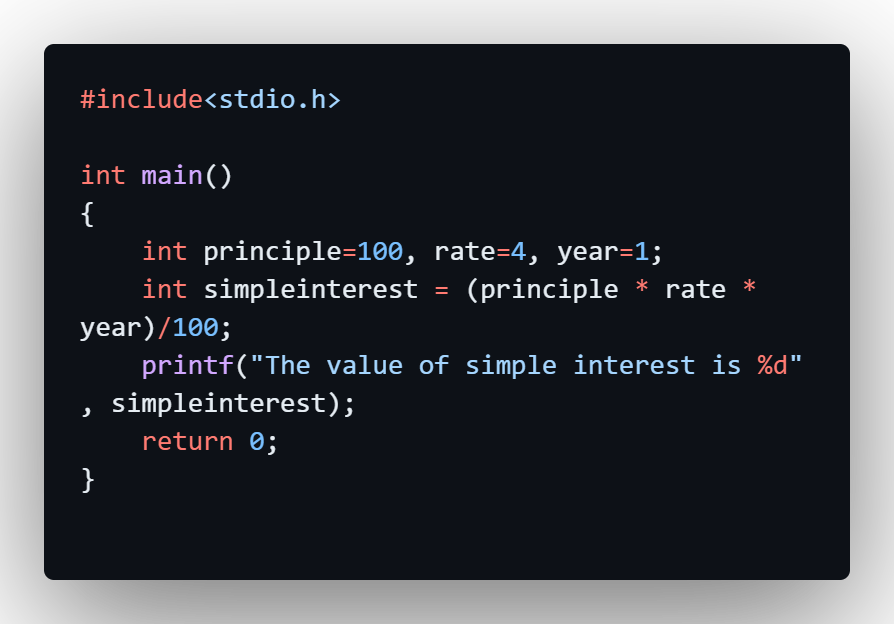 #include<stdio.h>
int main()
{
    int principle=100, rate=4, year=1;
    int simpleinterest = (principle * rate *
year)/100;
    printf("The value of simple interest is %d"
, simpleinterest);
    return 0;
}